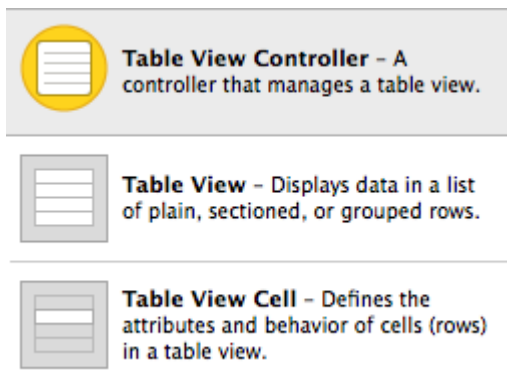 Table View Controller – A
controller that manages a table view.
Table View – Displays data in a list
of plain, sectioned, or grouped rows.
Table View Cell – Defines the
attributes and behavior of cells (rows)
in a table view.